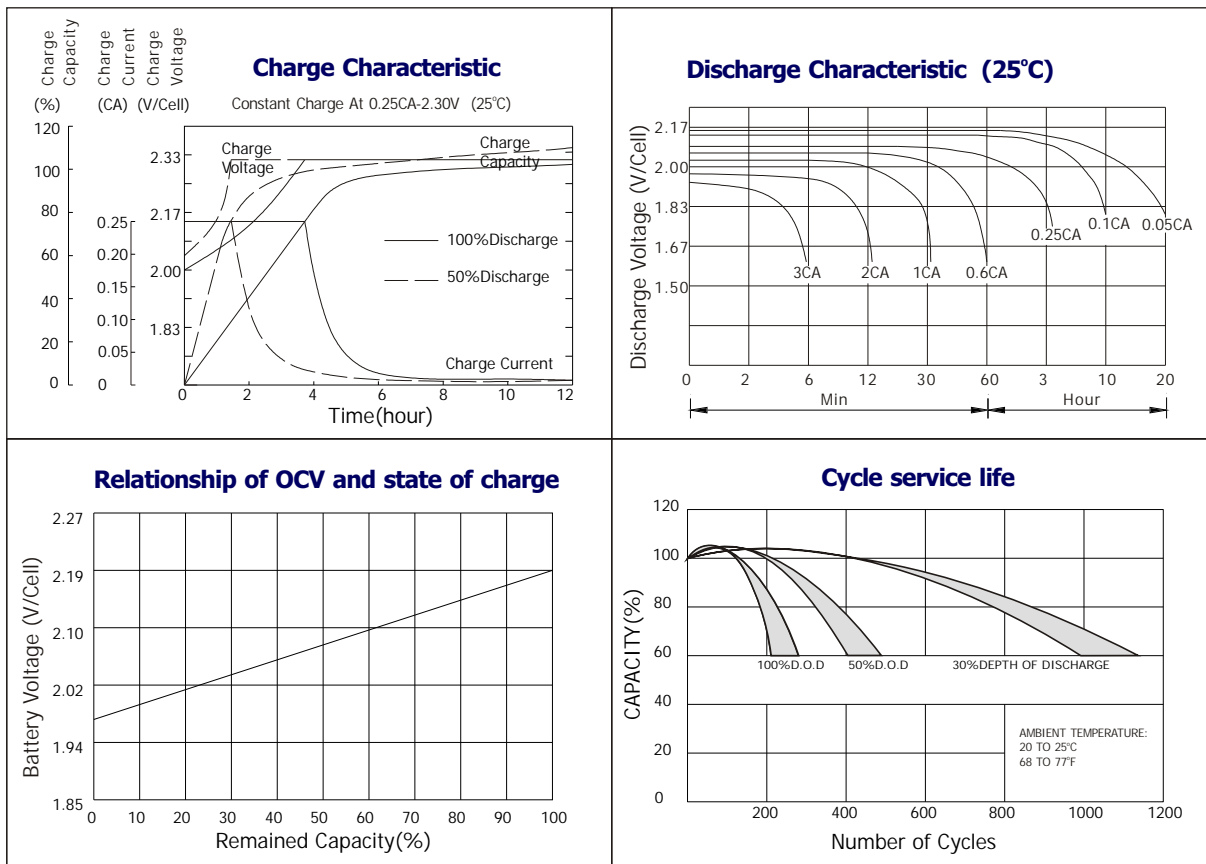 Charge
Capacity
Charge
Current
Charge
Voltage
(%)
(CA)
(V/Cell)
Charge Characteristic
Constant Charge At 0.25CA-2.30V (25°C)
120
100
80
60
40
20
0
0.25
0.20
0.15
0.10
0.05
0
2.33
2.17
2.00
1.83
Charge
Voltage
Charge
Capacity
100%Discharge
50%Discharge
Charge Current
0 2 4 6 8 10 12
Time(hour)
Discharge Characteristic (25°C)
Discharge Voltage (V/Cell)
2.17
2.00
1.83
1.67
1.50
3CA
2CA
1CA
0.6CA
0.25CA
0.1CA
0.05CA
0 2 6 12 30 60 3 10 20
Min
Hour
Relationship of OCV and state of charge
Battery Voltage (V/Cell)
2.27
2.19
2.10
2.02
1.94
1.85
0 10 20 30 40 50 60 70 80 90 100
Remained Capacity(%)
Cycle service life
CAPACITY(%)
120
100
80
60
40
20
0
100%D.O.D
50%D.O.D
30%DEPTH OF DISCHARGE
AMBIENT TEMPERATURE:
20 TO 25°C
68 TO 77°F
200 400 600 800 1000 1200
Number of Cycles